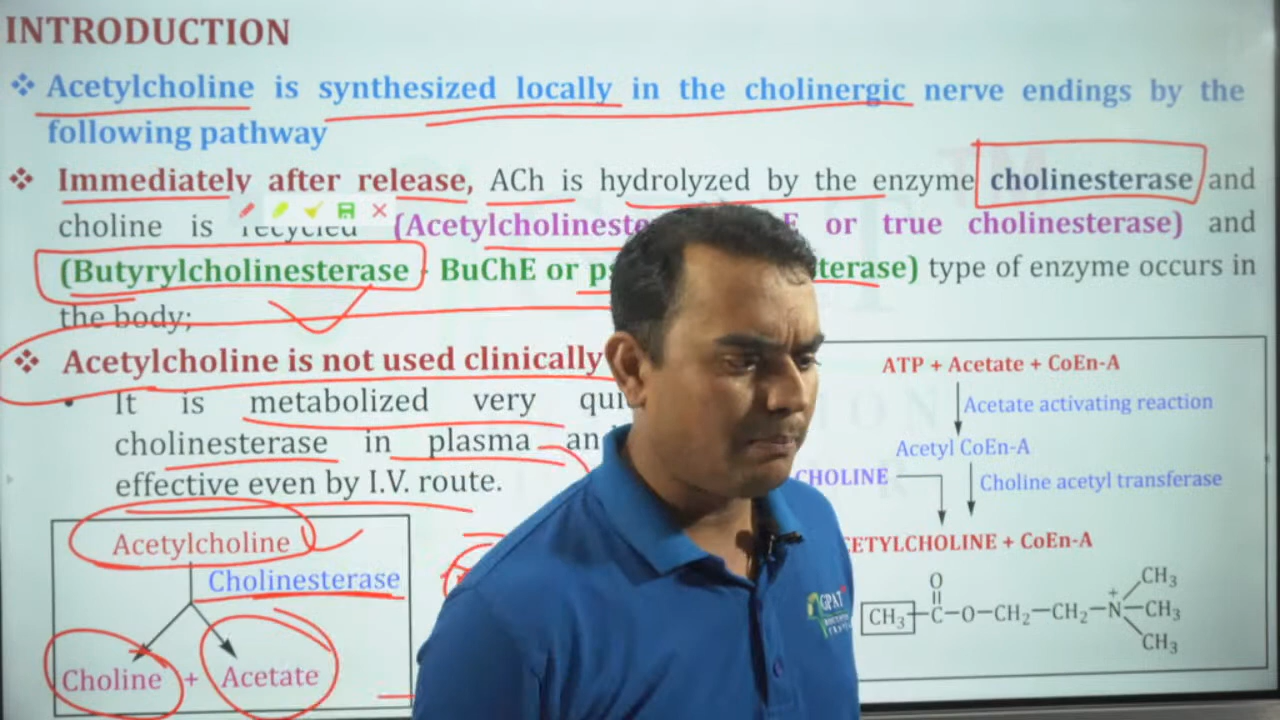 INTRODUCTION
❖ Acetylcholine is synthesized locally in the cholinergic nerve endings by the
following pathway
❖ Immediately after release, ACh is hydrolyzed by the enzyme cholinesterase and
choline is recycled (Acetylcholineste E or true cholinesterase) and
(Butyrylcholinesterase - BuChE or ps terase) type of enzyme occurs in
the body;
❖ Acetylcholine is not used clinically
• It is metabolized very qui
cholinesterase in plasma an
effective even by I.V. route.
Acetylcholine
Cholinesterase
Choline + Acetate
ATP + Acetate + CoEn-A
Acetate activating reaction
Acetyl CoEn-A
CHOLINE
Choline acetyl transferase
ETYLCHOLINE + CoEn-A
O
CH₃
+
CH₃—C—O—CH₂—CH₂—N—CH₃
CH₃
GPAT